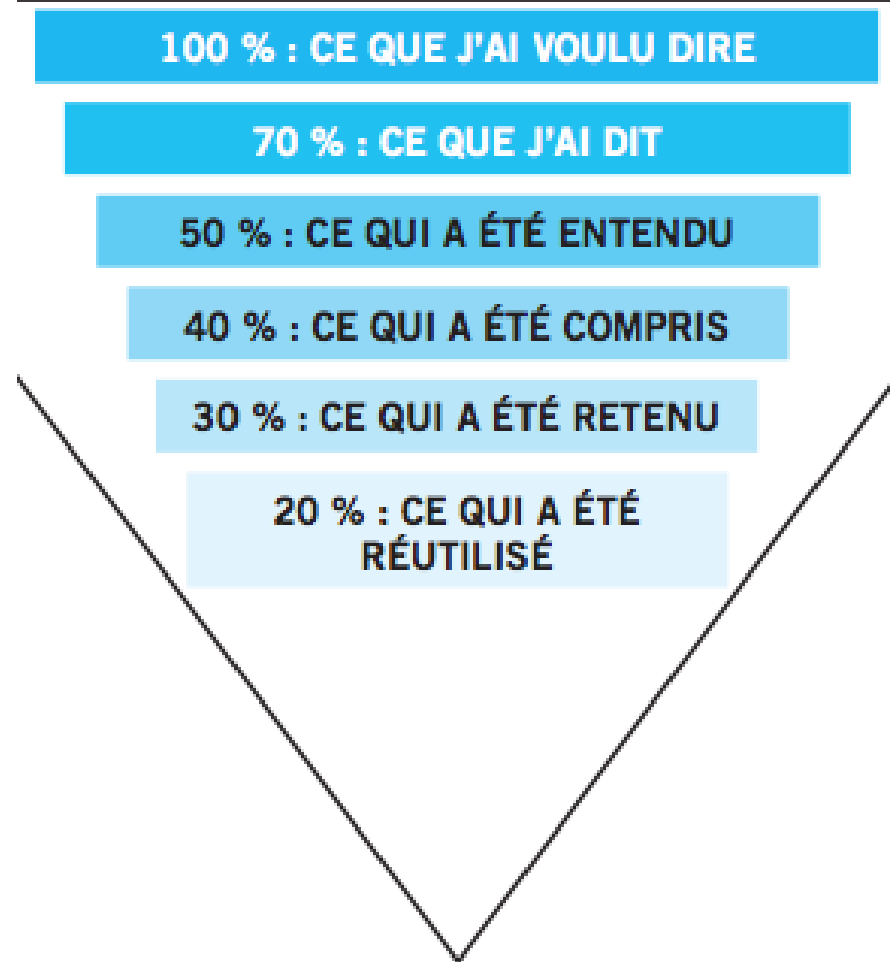 100 % : CE QUE J'AI VOULU DIRE
70 % : CE QUE J'AI DIT
50 % : CE QUI A ÉTÉ ENTENDU
40 % : CE QUI A ÉTÉ COMPRIS
30 % : CE QUI A ÉTÉ RETENU
20 % : CE QUI A ÉTÉ
RÉUTILISÉ